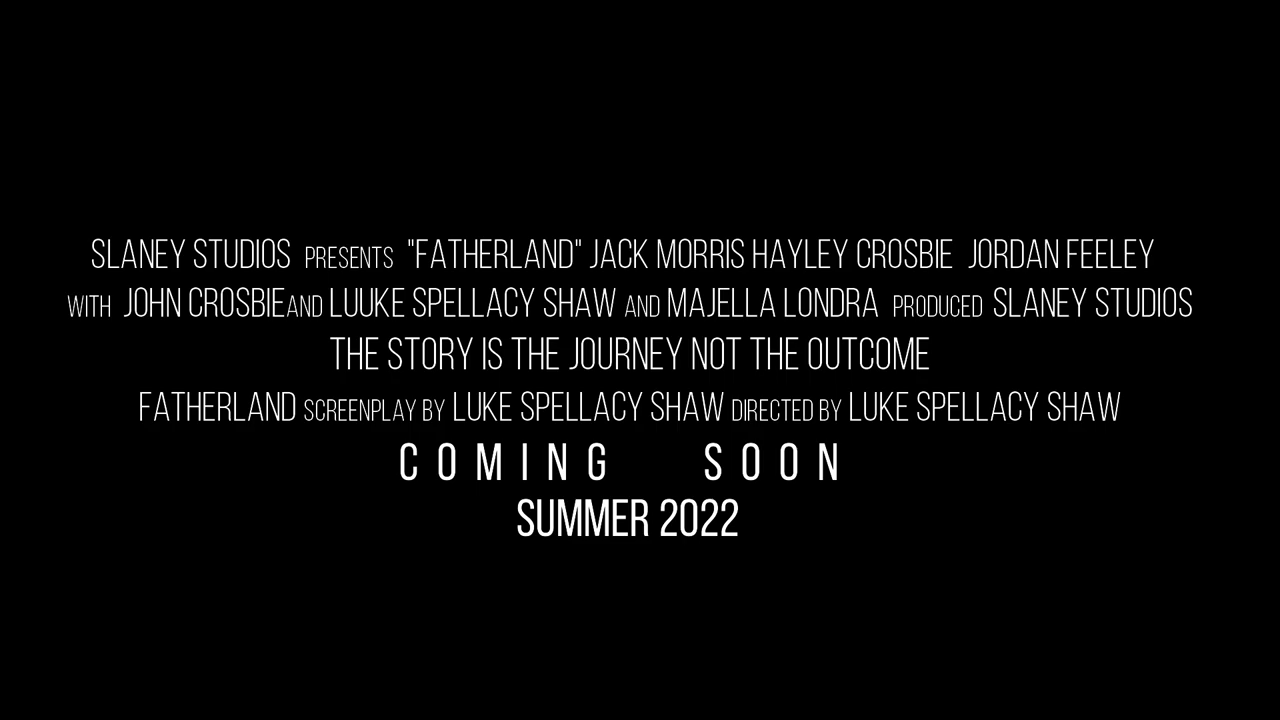 SLANEY STUDIOS PRESENTS "FATHERLAND" JACK MORRIS HAYLEY CROSBIE JORDAN FEELEY
WITH JOHN CROSBIEAND LUUKE SPELLACY SHAW AND MAJELLA LONDRA PRODUCED SLANEY STUDIOS
THE STORY IS THE JOURNEY NOT THE OUTCOME
FATHERLAND SCREENPLAY BY LUKE SPELLACY SHAW DIRECTED BY LUKE SPELLACY SHAW
COMING SOON
SUMMER 2022